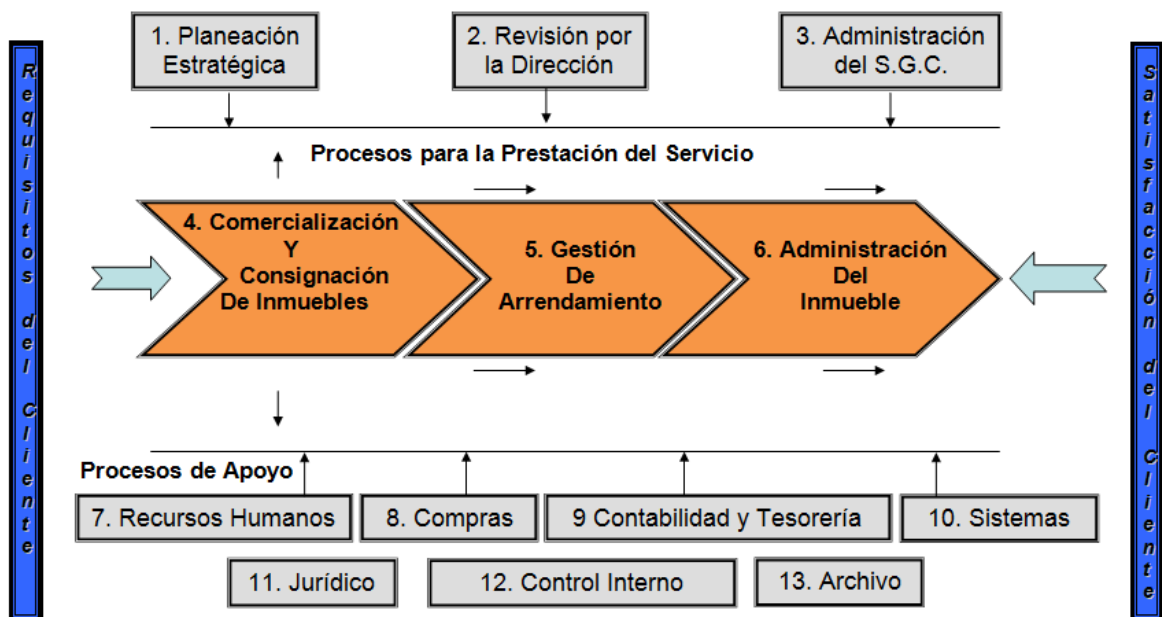 1. Planeación
Estratégica
2. Revisión por
la Dirección
3. Administración
del S.G.C.
Requisitos del Cliente
Procesos para la Prestación del Servicio
4. Comercialización
Y
Consignación
De Inmuebles
5. Gestión
De
Arrendamiento
6. Administración
Del
Inmueble
Satisfacción del Cliente
Procesos de Apoyo
7. Recursos Humanos
8. Compras
9 Contabilidad y Tesorería
10. Sistemas
11. Jurídico
12. Control Interno
13. Archivo